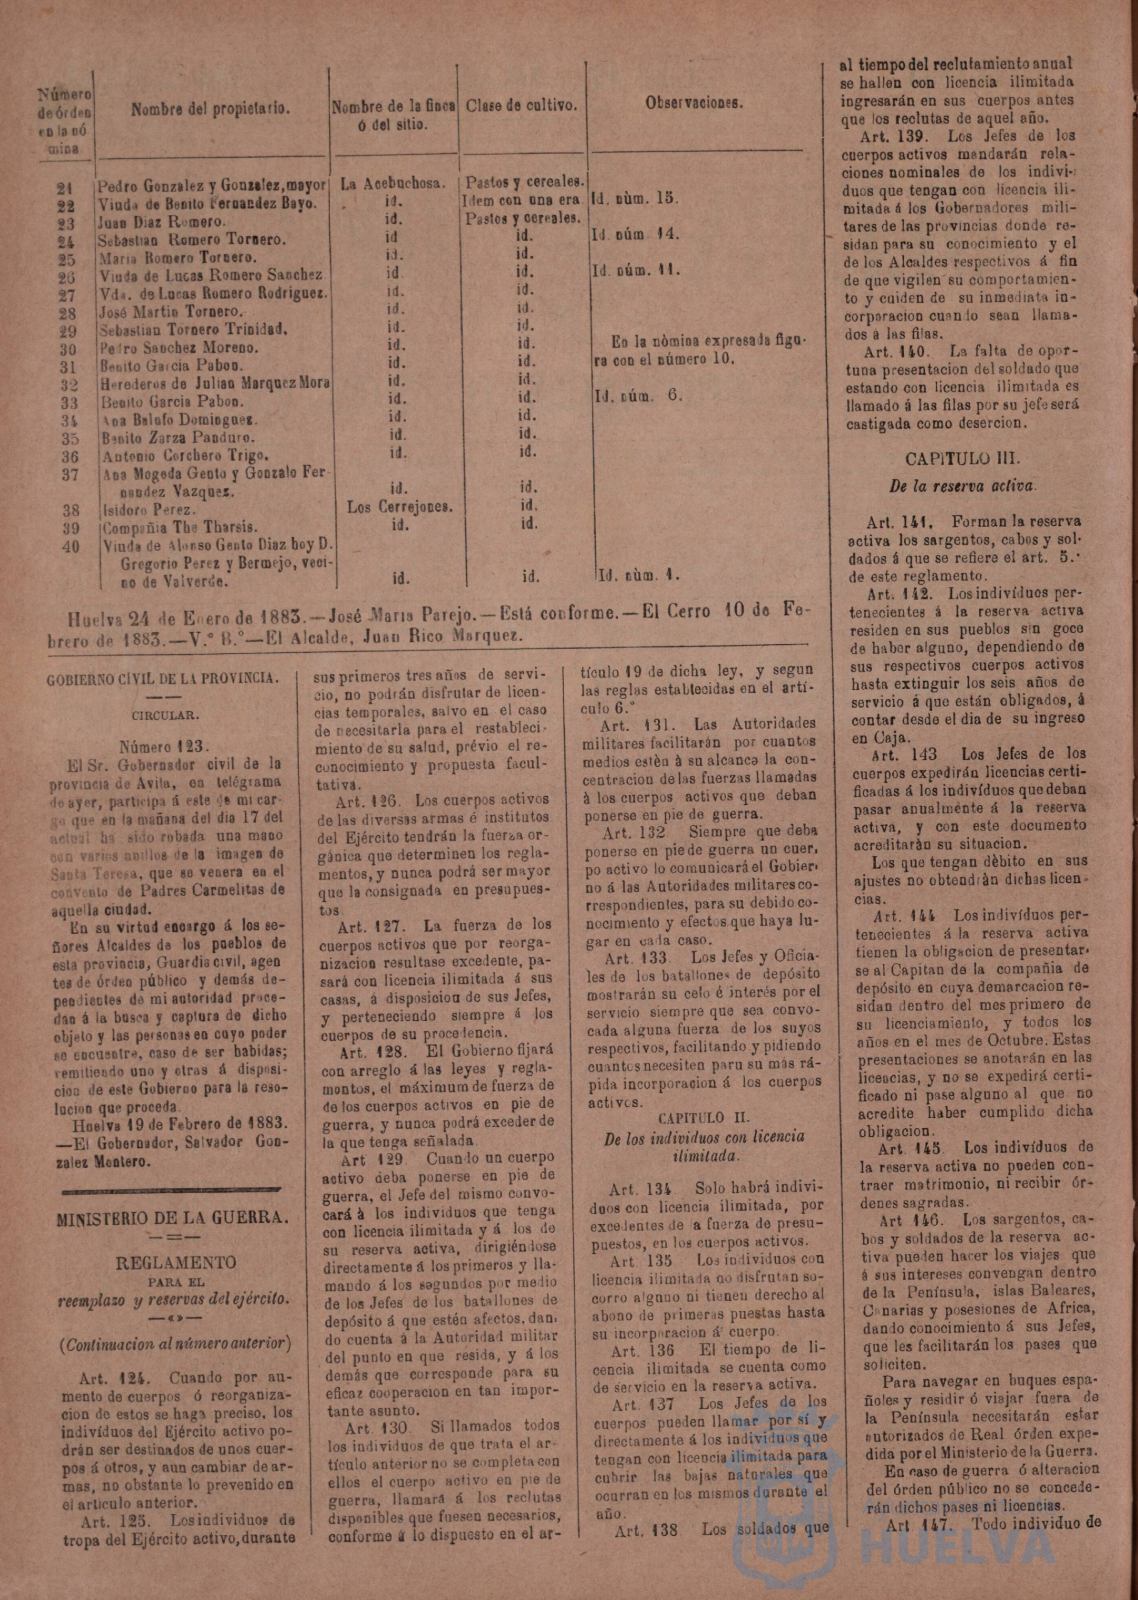 Número de órden en la nó mina | Nombre del propietario. | Nombre de la finca ó del sitio. | Clase de cultivo. | Observaciones.
21 Pedro Gonzalez y Gonzalez, mayor La Acebuchosa. Pastos y cereales.
22 Viuda de Benito Fernandez Bayo. id. Idem con una era Id. nùm. 15.
23 Juan Diaz Romero. id. Pastos y cereales.
24 Sebastian Romero Tornero. id id. Id. núm. 14.
25 Maria Romero Tornero. id. id.
26 Viuda de Lucas Romero Sanchez. id. id. Id. núm. 11.
27 Vda. de Lucas Romero Rodriguez. id. id.
28 José Martin Tornero. id. id.
29 Sebastian Tornero Trinidad. id. id.
30 Pedro Sanchez Moreno. id. id. En la nòmina expresada figu-
ra con el número 10.
31 Benito Garcia Pabon. id. id.
32 Herederos de Julian Marquez Mora id. id.
33 Benito Garcia Pabon. id. id. Id. núm. 6.
34 Ana Balufo Dominguez. id. id.
35 Benito Zarza Panduro. id. id.
36 Antonio Corchero Trigo. id. id.
37 Ana Mogeda Gento y Gonzalo Fer-
nandez Vazquez. id. id.
38 Isidoro Perez. Los Cerrejones. id.
39 Compañia The Tharsis. id. id.
40 Viuda de Alonso Gento Diaz hoy D.
Gregorio Perez y Bermejo, veci-
no de Valverde. id. id. Id. nùm. 1.
Huelva 24 de Enero de 1883.—José Maria Parejo.—Está conforme.—El Cerro 10 de Fe-
brero de 1883.—V.° B.°—El Alcalde, Juan Rico Marquez.
GOBIERNO CIVIL DE LA PROVINCIA.
CIRCULAR.
Número 123.
El Sr. Gobernador civil de la
provincia de Avila, en telégrama
de ayer, participa á este de mi car-
go que en la mañana del dia 17 del
actual ha sido robada una mano
con varios anillos de la imagen de
Santa Teresa, que se venera en el
convento de Padres Carmelitas de
aquella ciudad.
En su virtud encargo á los se-
ñores Alcaldes de los pueblos de
esta provincia, Guardia civil, agen
tes de órden público y demás de-
pendientes de mi autoridad proce-
dan á la busca y captura de dicho
objeto y las personas en cuyo poder
se encuentre, caso de ser habidas;
remitiendo uno y otras á disposi-
cion de este Gobierno para la reso-
lucion que proceda.
Huelva 19 de Febrero de 1883.
—El Gobernador, Salvador Gon-
zalez Montero.
MINISTERIO DE LA GUERRA.
REGLAMENTO
PARA EL
reemplazo y reservas del ejército.
—«»—
(Continuacion al número anterior)
Art. 124. Cuando por au-
mento de cuerpos ó reorganiza-
cion de estos se haga preciso, los
individuos del Ejército activo po-
drán ser destinados de unos cuer-
pos á otros, y aun cambiar de ar-
mas, no obstante lo prevenido en
el articulo anterior.
Art. 125. Los individuos de
tropa del Ejército activo, durante
sus primeros tres años de servi-
cio, no podrán disfrutar de licen-
cias temporales, salvo en el caso
de necesitarla para el restableci-
miento de su salud, prévio el re-
conocimiento y propuesta facul-
tativa.
Art. 126. Los cuerpos activos
de las diversas armas é institutos
del Ejército tendrán la fuerza or-
gánica que determinen los regla-
mentos, y nunca podrá ser mayor
que la consignada en presupues-
tos.
Art. 127. La fuerza de los
cuerpos activos que por reorga-
nizacion resultase excedente, pa-
sará con licencia ilimitada á sus
casas, á disposicion de sus Jefes,
y perteneciendo siempre á los
cuerpos de su procedencia.
Art. 128. El Gobierno fijará
con arreglo á las leyes y regla-
montos, el máximum de fuerza de
de los cuerpos activos en pie de
guerra, y nunca podrá exceder de
la que tenga señalada.
Art 129. Cuando un cuerpo
activo deba ponerse en pie de
guerra, el Jefe del mismo convo-
cará à los individuos que tenga
con licencia ilimitada y á los de
su reserva activa, dirigiéndose
directamente á los primeros y lla-
mando á los segundos por medio
de los Jefes de los batallones de
depósito á que estén afectos, dan-
do cuenta á la Autoridad militar
del punto en que resida, y á los
demás que corresponde para su
eficaz cooperacion en tan impor-
tante asunto.
Art. 130. Si llamados todos
los individuos de que trata el ar-
tículo anterior no se completa con
ellos el cuerpo activo en pie de
guerra, llamará á los reclutas
disponibles que fuesen necesarios,
conforme á lo dispuesto en el ar-
tículo 19 de dicha ley, y segun
las reglas establecidas en el artí-
culo 6.°
Art. 131. Las Autoridades
militares facilitarán por cuantos
medios estén à su alcance la con-
centracion de las fuerzas llamadas
à los cuerpos activos que deban
ponerse en pie de guerra.
Art. 132. Siempre que deba
ponerse en pie de guerra un cuer-
po activo lo comunicará el Gobier-
no á las Autoridades militares co-
rrespondientes, para su debido co-
nocimiento y efectos que haya lu-
gar en cada caso.
Art. 133. Los Jefes y Oficia-
les de los batallones de depósito
mostrarán su celo é interés por el
servicio siempre que sea convo-
cada alguna fuerza de los suyos
respectivos, facilitando y pidiendo
cuantos necesiten para su más rá-
pida incorporacion á los cuerpos
activos.
CAPITULO II.
De los individuos con licencia
ilimitada.
Art. 134. Solo habrá indivi-
duos con licencia ilimitada, por
excedentes de la fuerza de presu-
puestos, en los cuerpos activos.
Art. 135 Los individuos con
licencia ilimitada no disfrutan so-
corro alguno ni tienen derecho al
abono de primeras puestas hasta
su incorporacion á cuerpo.
Art. 136 El tiempo de li-
cencia ilimitada se cuenta como
de servicio en la reserva activa.
Art. 137 Los Jefes de los
cuerpos pueden llamar por sí y
directamente á los individuos que
tengan con licencia ilimitada para
cubrir las bajas naturales que
ocurran en los mismos durante el
año.
Art. 138 Los soldados que
al tiempo del reclutamiento anual
se hallen con licencia ilimitada
ingresarán en sus cuerpos antes
que los reclutas de aquel año.
Art. 139. Los Jefes de los
cuerpos activos mandarán rela-
ciones nominales de los indivi-
duos que tengan con licencia ili-
mitada á los Gobernadores mili-
tares de las provincias donde re-
sidan para su conocimiento y el
de los Alcaldes respectivos á fin
de que vigilen su comportamien-
to y cuiden de su inmediata in-
corporacion cuando sean llama-
dos à las filas.
Art. 140. La falta de opor-
tuna presentacion del soldado que
estando con licencia ilimitada es
llamado á las filas por su jefe será
castigada como desercion.
CAPITULO III.
De la reserva activa.
Art. 141. Forman la reserva
activa los sargentos, cabos y sol-
dados á que se refiere el art. 5.°
de este reglamento.
Art. 142. Los indivíduos per-
tenecientes á la reserva activa
residen en sus pueblos sin goce
de haber alguno, dependiendo de
sus respectivos cuerpos activos
hasta extinguir los seis años de
servicio á que están obligados, á
contar desde el dia de su ingreso
en Caja.
Art. 143 Los Jefes de los
cuerpos expedirán licencias certi-
ficadas á los indivíduos que deban
pasar anualmente á la reserva
activa, y con este documento
acreditaràn su situacion.
Los que tengan dèbito en sus
ajustes no obtendrán dichas licen-
cias.
Art. 144 Los indivíduos per-
tenecientes á la reserva activa
tienen la obligacion de presentar-
se al Capitan de la compañia de
depósito en cuya demarcacion re-
sidan dentro del mes primero de
su licenciamiento, y todos los
años en el mes de Octubre. Estas
presentaciones se anotarán en las
licencias, y no se expedirá certi-
ficado ni pase alguno al que no
acredite haber cumplido dicha
obligacion.
Art. 145. Los indivíduos de
la reserva activa no pueden con-
traer matrimonio, ni recibir ór-
denes sagradas.
Art 146. Los sargentos, ca-
bos y soldados de la reserva ac-
tiva pueden hacer los viajes que
á sus intereses convengan dentro
de la Península, islas Baleares,
Canarias y posesiones de Africa,
dando conocimiento á sus Jefes,
que les facilitarán los pases que
soliciten.
Para navegar en buques espa-
ñoles y residir ó viajar fuera de
la Península necesitarán estar
autorizados de Real órden expe-
dida por el Ministerio de la Guerra.
En caso de guerra ó alteracion
del órden público no se concede-
rán dichos pases ni licencias.
Art 147. Todo individuo de
HUELVA